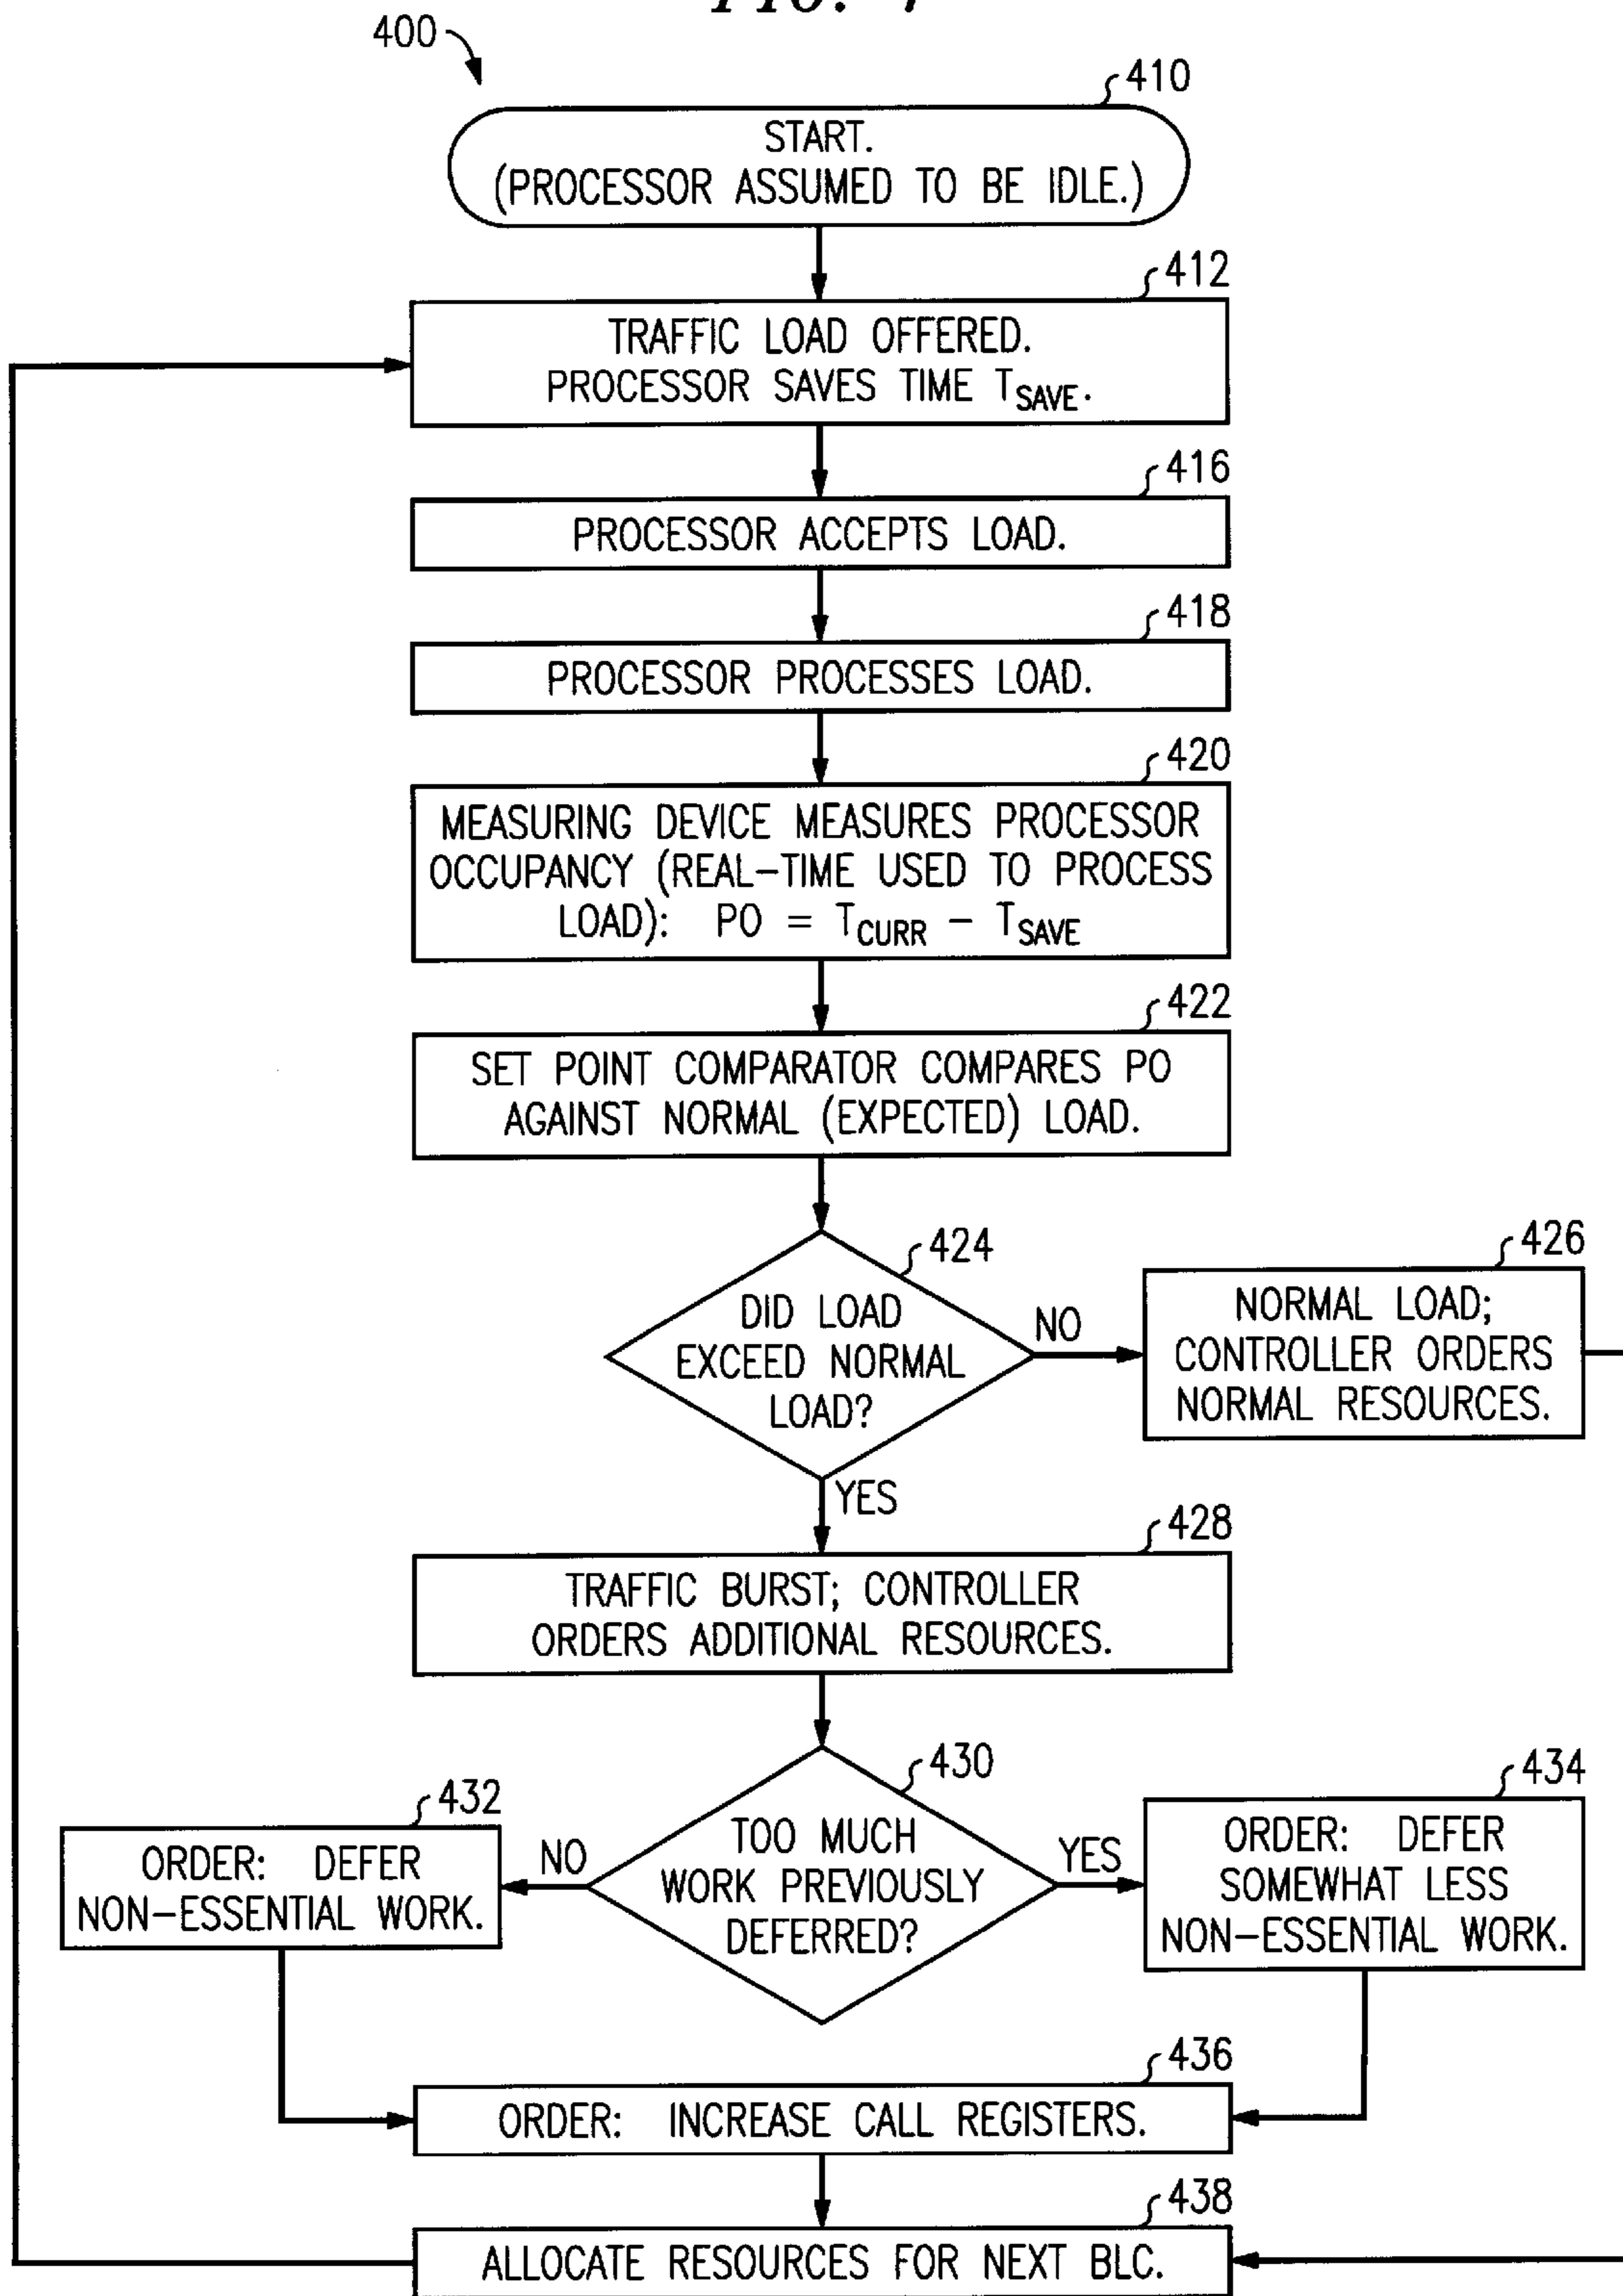 FIG. 4
400
410
START.
(PROCESSOR ASSUMED TO BE IDLE.)
412
TRAFFIC LOAD OFFERED.
PROCESSOR SAVES TIME TSAVE.
416
PROCESSOR ACCEPTS LOAD.
418
PROCESSOR PROCESSES LOAD.
420
MEASURING DEVICE MEASURES PROCESSOR
OCCUPANCY (REAL-TIME USED TO PROCESS
LOAD): PO = TCURR - TSAVE
422
SET POINT COMPARATOR COMPARES PO
AGAINST NORMAL (EXPECTED) LOAD.
424
DID LOAD
EXCEED NORMAL
LOAD?
NO
426
NORMAL LOAD;
CONTROLLER ORDERS
NORMAL RESOURCES.
YES
428
TRAFFIC BURST; CONTROLLER
ORDERS ADDITIONAL RESOURCES.
430
TOO MUCH
WORK PREVIOUSLY
DEFERRED?
NO
432
ORDER: DEFER
NON-ESSENTIAL WORK.
YES
434
ORDER: DEFER
SOMEWHAT LESS
NON-ESSENTIAL WORK.
436
ORDER: INCREASE CALL REGISTERS.
438
ALLOCATE RESOURCES FOR NEXT BLC.